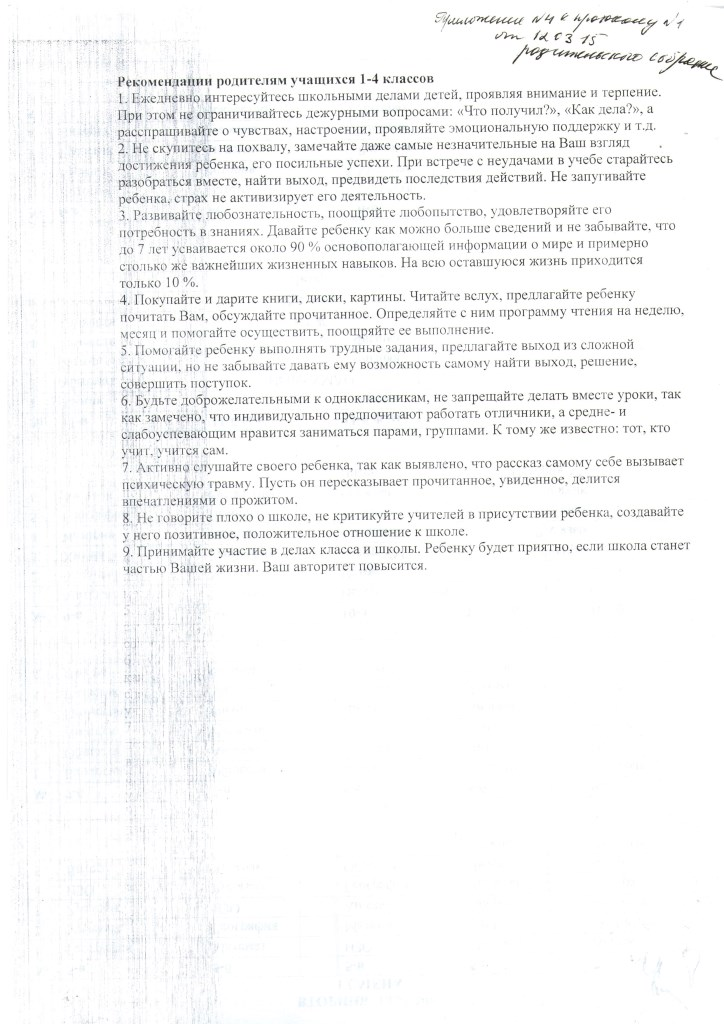 Приложение №4 к протоколу №1
от 12 03 15
родительского собрания
Рекомендации родителям учащихся 1-4 классов
1. Ежедневно интересуйтесь школьными делами детей, проявляя внимание и терпение.
При этом не ограничивайтесь дежурными вопросами: «Что получил?», «Как дела?», а
расспрашивайте о чувствах, настроении, проявляйте эмоциональную поддержку и т.д.
2. Не скупитесь на похвалу, замечайте даже самые незначительные на Ваш взгляд
достижения ребенка, его посильные успехи. При встрече с неудачами в учебе старайтесь
разобраться вместе, найти выход, предвидеть последствия действий. Не запугивайте
ребенка, страх не активизирует его деятельность.
3. Развивайте любознательность, поощряйте любопытство, удовлетворяйте его
потребность в знаниях. Давайте ребенку как можно больше сведений и не забывайте, что
до 7 лет усваивается около 90 % основополагающей информации о мире и примерно
столько же важнейших жизненных навыков. На всю оставшуюся жизнь приходится
только 10 %.
4. Покупайте и дарите книги, диски, картины. Читайте вслух, предлагайте ребенку
почитать Вам, обсуждайте прочитанное. Определяйте с ним программу чтения на неделю,
месяц и помогайте осуществить, поощряйте ее выполнение.
5. Помогайте ребенку выполнять трудные задания, предлагайте выход из сложной
ситуации, но не забывайте давать ему возможность самому найти выход, решение,
совершить поступок.
6. Будьте доброжелательными к одноклассникам, не запрещайте делать вместе уроки, так
как замечено, что индивидуально предпочитают работать отличники, а средне- и
слабоуспевающим нравится заниматься парами, группами. К тому же известно: тот, кто
учит, учится сам.
7. Активно слушайте своего ребенка, так как выявлено, что рассказ самому себе вызывает
психическую травму. Пусть он пересказывает прочитанное, увиденное, делится
впечатлениями о прожитом.
8. Не говорите плохо о школе, не критикуйте учителей в присутствии ребенка, создавайте
у него позитивное, положительное отношение к школе.
9. Принимайте участие в делах класса и школы. Ребенку будет приятно, если школа станет
частью Вашей жизни. Ваш авторитет повысится.